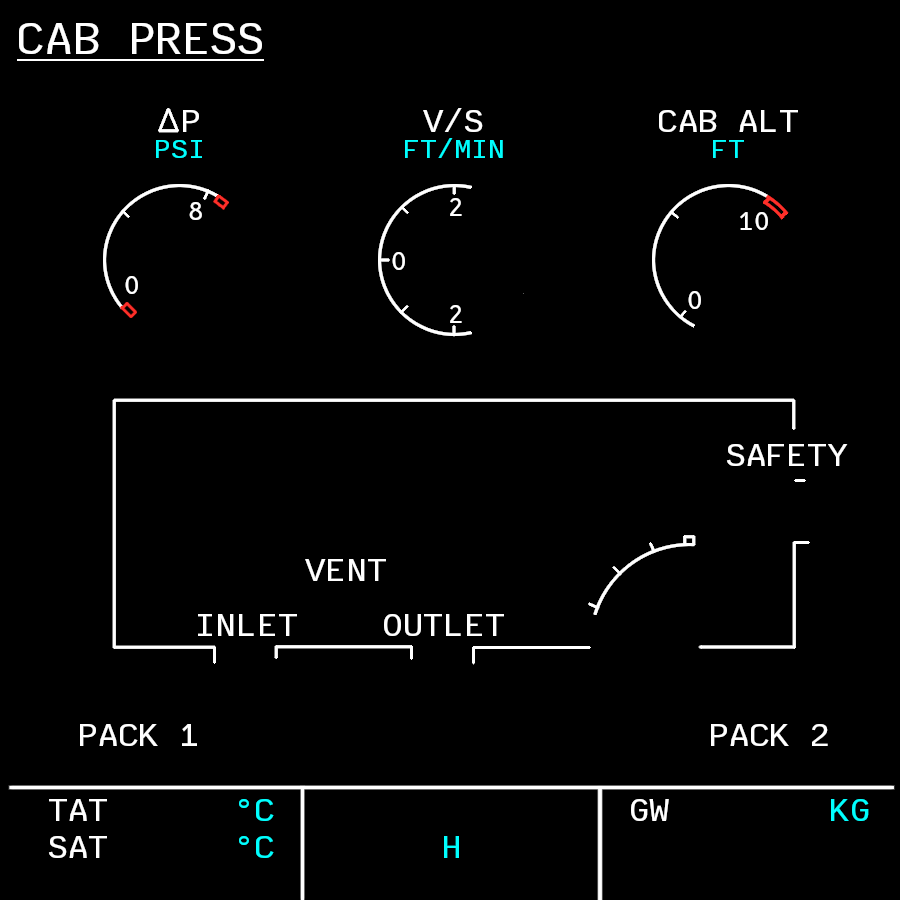 CAB PRESS
ΔP V/S CAB ALT
PSI FT/MIN FT
8 2 10
0 0 0
2
SAFETY
VENT
INLET OUTLET
PACK 1 PACK 2
TAT °C GW KG
SAT °C H